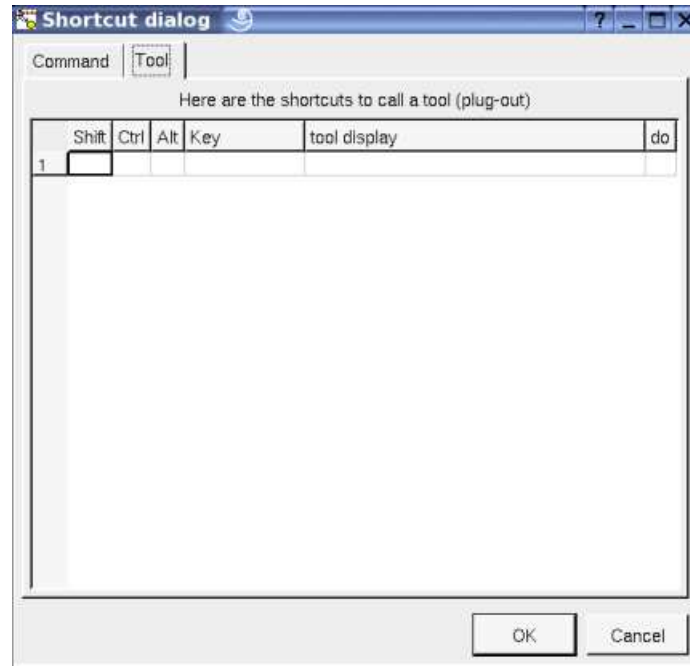 Shortcut dialog
Command Tool
Here are the shortcuts to call a tool (plug-out)
Shift Ctrl Alt Key tool display do
1
OK Cancel